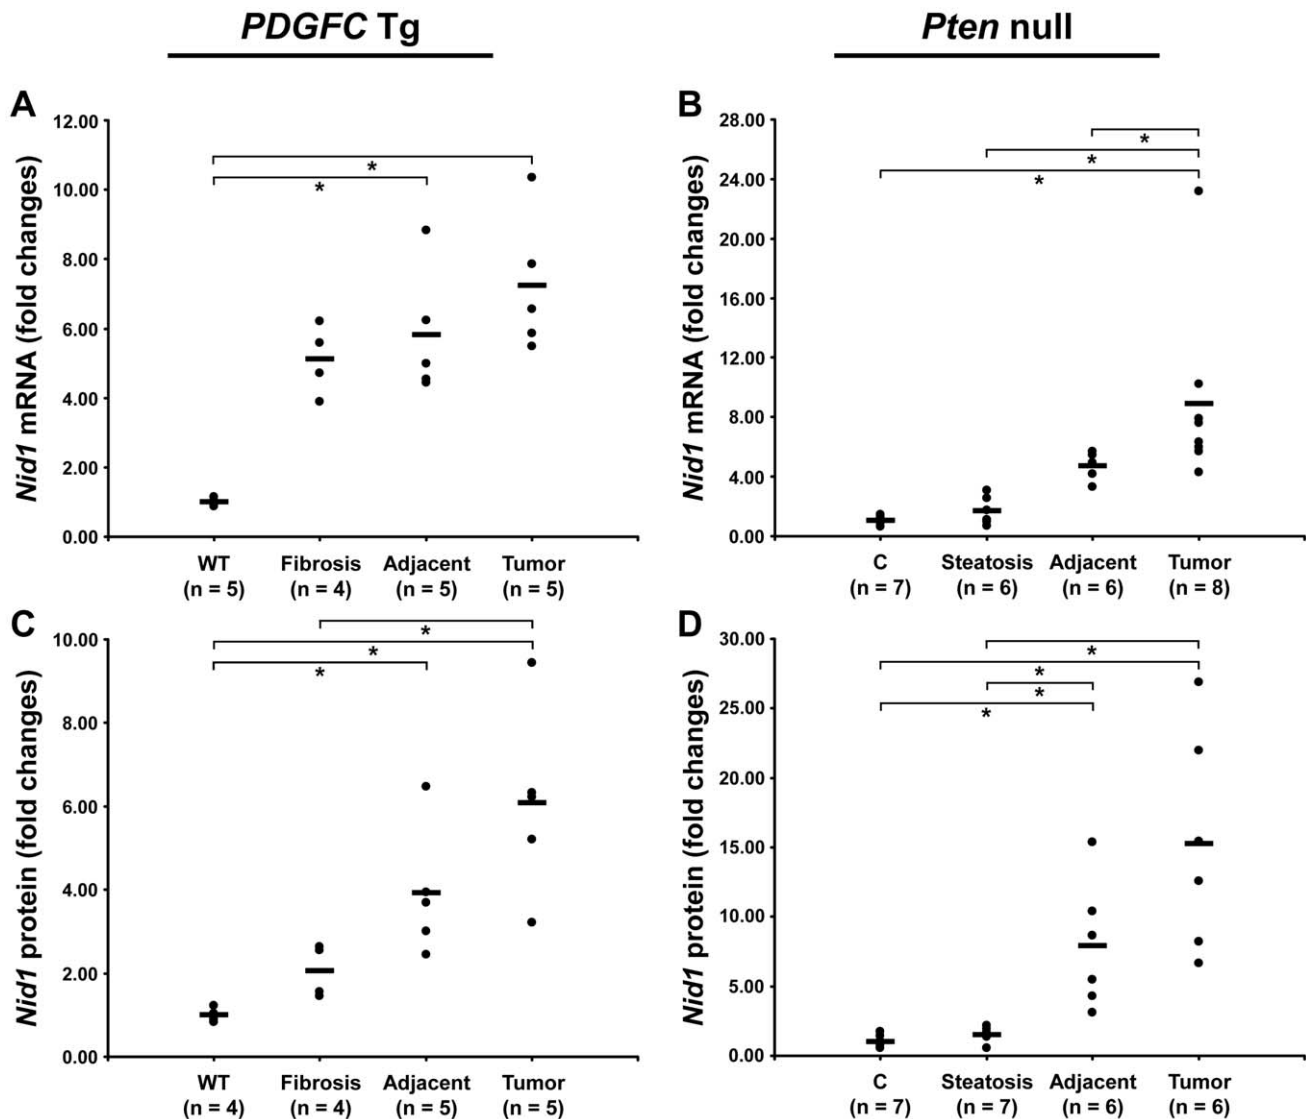 PDGFC Tg
Pten null
A
Nid1 mRNA (fold changes)
12.00
10.00
8.00
6.00
4.00
2.00
0.00
*
*
WT
(n = 5)
Fibrosis
(n = 4)
Adjacent
(n = 5)
Tumor
(n = 5)
B
Nid1 mRNA (fold changes)
28.00
24.00
20.00
16.00
12.00
8.00
4.00
0.00
*
*
*
C
(n = 7)
Steatosis
(n = 6)
Adjacent
(n = 6)
Tumor
(n = 8)
C
Nid1 protein (fold changes)
10.00
8.00
6.00
4.00
2.00
0.00
*
*
*
WT
(n = 4)
Fibrosis
(n = 4)
Adjacent
(n = 5)
Tumor
(n = 5)
D
Nid1 protein (fold changes)
30.00
25.00
20.00
15.00
10.00
5.00
0.00
*
*
*
*
C
(n = 7)
Steatosis
(n = 7)
Adjacent
(n = 6)
Tumor
(n = 6)